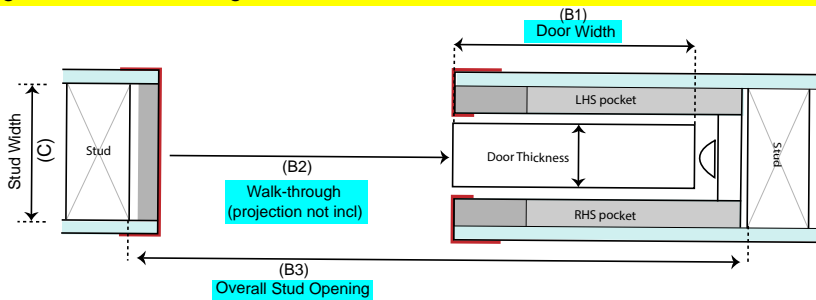 (B1)
Door Width
LHS pocket
Stud Width
(C)
Stud
Door Thickness
Stud
(B2)
Walk-through
(projection not incl)
RHS pocket
(B3)
Overall Stud Opening